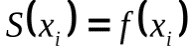 S(xᵢ) = f(xᵢ)